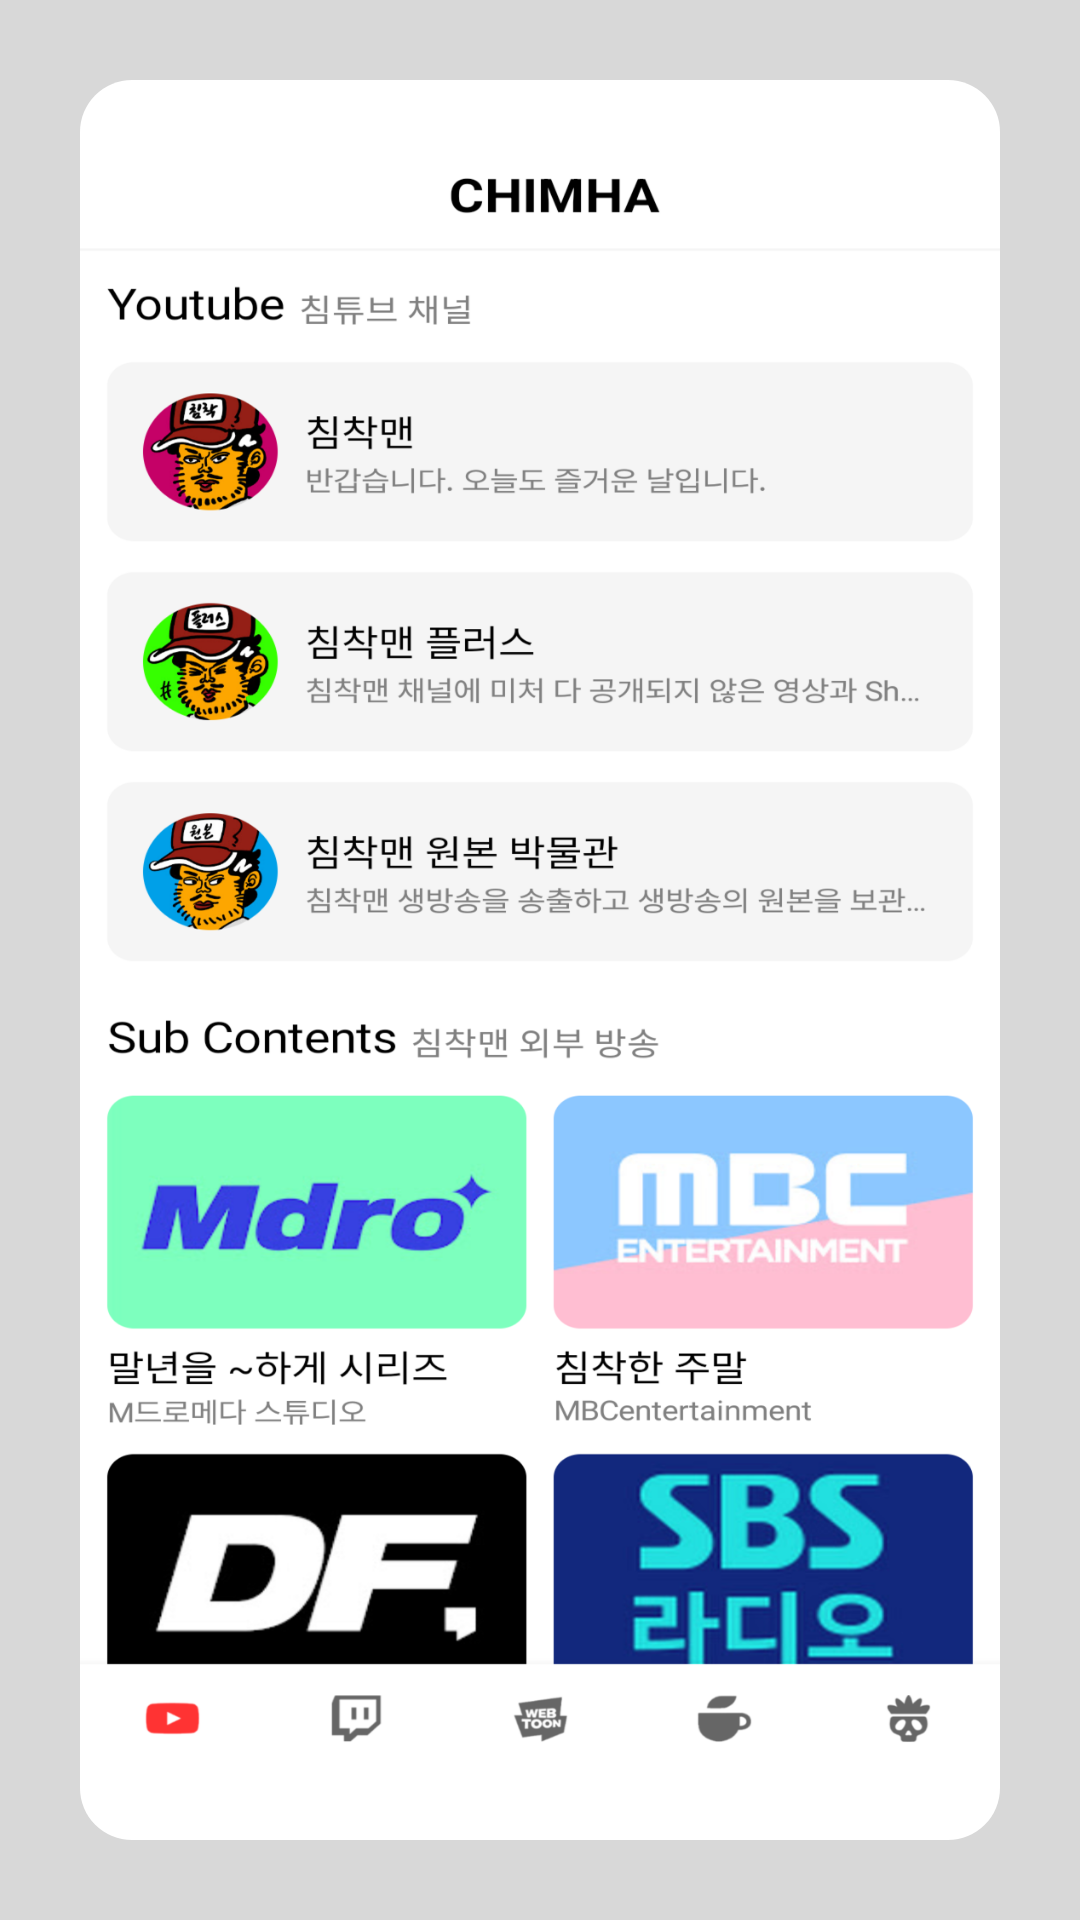 CHIMHA
Youtube 침튜브 채널
침착
침착맨
반갑습니다. 오늘도 즐거운 날입니다.
플러스
침착맨 플러스
침착맨 채널에 미처 다 공개되지 않은 영상과 Sh...
원본
침착맨 원본 박물관
침착맨 생방송을 송출하고 생방송의 원본을 보관...
Sub Contents 침착맨 외부 방송
Mdro
MBC
ENTERTAINMENT
말년을 ~하게 시리즈
M드로메다 스튜디오
침착한 주말
MBCentertainment
DF,
SBS
라디오
WEB
TOON